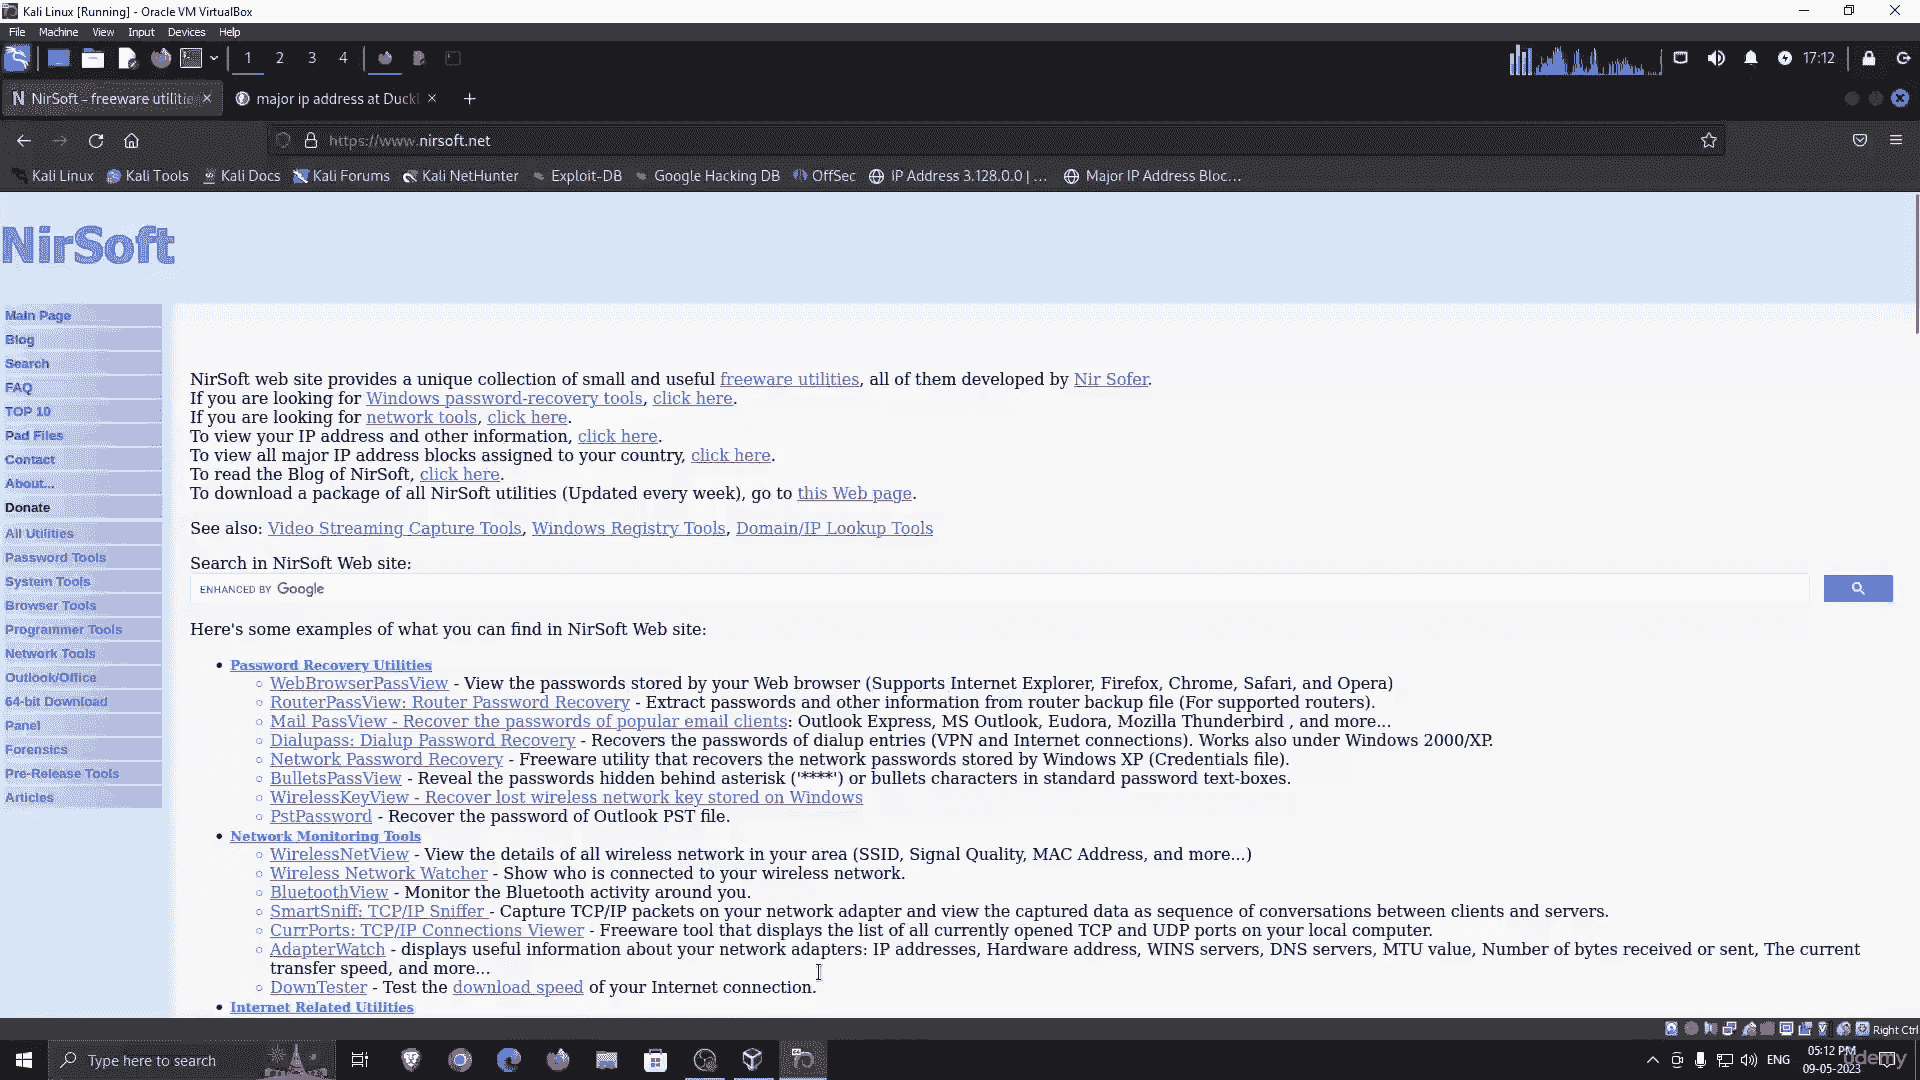 Kali Linux [Running] - Oracle VM VirtualBox
File Machine View Input Devices Help
1 2 3 4
17:12
NirSoft - freeware utilitie
major ip address at Duck
https://www.nirsoft.net
Kali Linux Kali Tools Kali Docs Kali Forums Kali NetHunter Exploit-DB Google Hacking DB OffSec IP Address 3.128.0.0 | ... Major IP Address Bloc...
NirSoft
Main Page
Blog
Search
FAQ
TOP 10
Pad Files
Contact
About...
Donate
All Utilities
Password Tools
System Tools
Browser Tools
Programmer Tools
Network Tools
Outlook/Office
64-bit Download
Panel
Forensics
Pre-Release Tools
Articles
NirSoft web site provides a unique collection of small and useful freeware utilities, all of them developed by Nir Sofer.
If you are looking for Windows password-recovery tools, click here.
If you are looking for network tools, click here.
To view your IP address and other information, click here.
To view all major IP address blocks assigned to your country, click here.
To read the Blog of NirSoft, click here.
To download a package of all NirSoft utilities (Updated every week), go to this Web page.
See also: Video Streaming Capture Tools, Windows Registry Tools, Domain/IP Lookup Tools
Search in NirSoft Web site:
ENHANCED BY Google
Here's some examples of what you can find in NirSoft Web site:
Password Recovery Utilities
WebBrowserPassView - View the passwords stored by your Web browser (Supports Internet Explorer, Firefox, Chrome, Safari, and Opera)
RouterPassView: Router Password Recovery - Extract passwords and other information from router backup file (For supported routers).
Mail PassView - Recover the passwords of popular email clients: Outlook Express, MS Outlook, Eudora, Mozilla Thunderbird , and more...
Dialupass: Dialup Password Recovery - Recovers the passwords of dialup entries (VPN and Internet connections). Works also under Windows 2000/XP.
Network Password Recovery - Freeware utility that recovers the network passwords stored by Windows XP (Credentials file).
BulletsPassView - Reveal the passwords hidden behind asterisk ('****') or bullets characters in standard password text-boxes.
WirelessKeyView - Recover lost wireless network key stored on Windows
PstPassword - Recover the password of Outlook PST file.
Network Monitoring Tools
WirelessNetView - View the details of all wireless network in your area (SSID, Signal Quality, MAC Address, and more...)
Wireless Network Watcher - Show who is connected to your wireless network.
BluetoothView - Monitor the Bluetooth activity around you.
SmartSniff: TCP/IP Sniffer - Capture TCP/IP packets on your network adapter and view the captured data as sequence of conversations between clients and servers.
CurrPorts: TCP/IP Connections Viewer - Freeware tool that displays the list of all currently opened TCP and UDP ports on your local computer.
AdapterWatch - displays useful information about your network adapters: IP addresses, Hardware address, WINS servers, DNS servers, MTU value, Number of bytes received or sent, The current
transfer speed, and more...
DownTester - Test the download speed of your Internet connection.
Internet Related Utilities
Right Ctrl
Type here to search
ENG
05:12 PM
09-05-2023
udemy